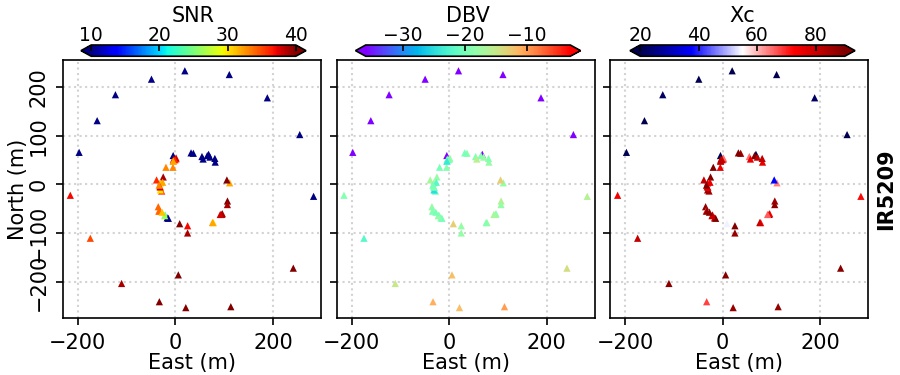 SNR DBV Xc
10 20 30 40 −30 −20 −10 20 40 60 80
200
100
0
−100
−200
North (m)
IR5209
−200 0 200 −200 0 200 −200 0 200
East (m) East (m) East (m)